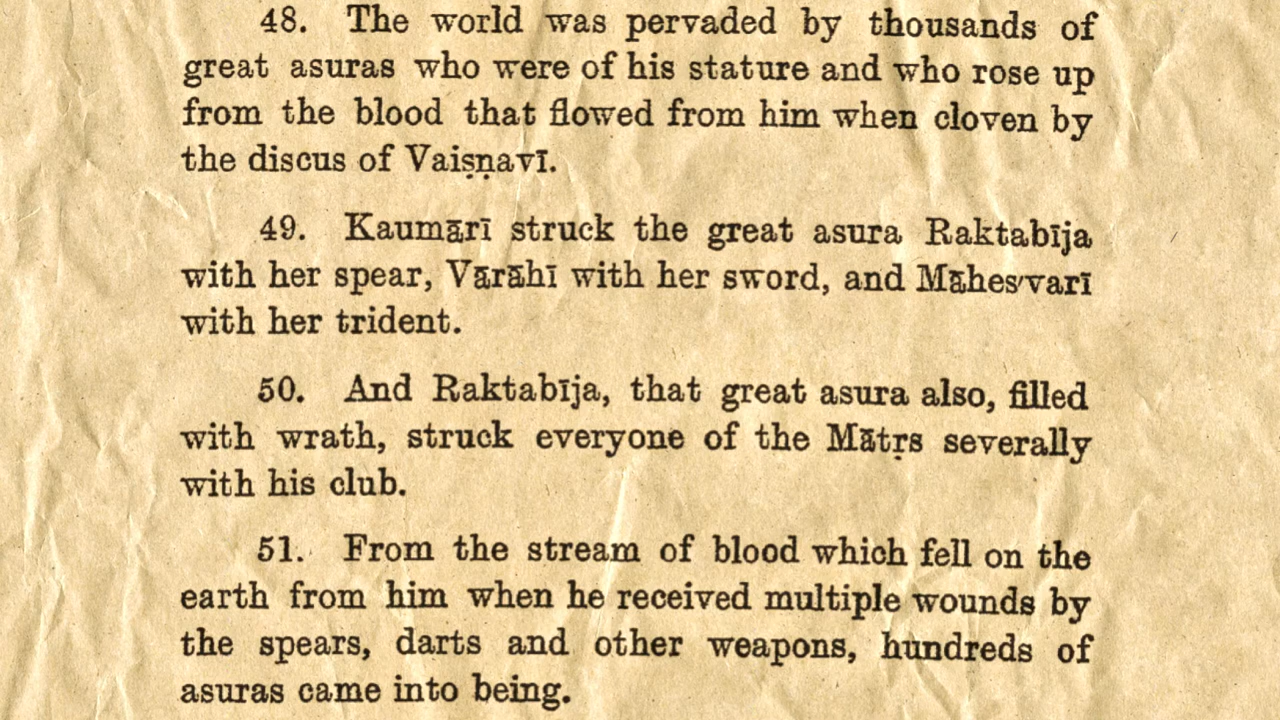 48. The world was pervaded by thousands of
great asuras who were of his stature and who rose up
from the blood that flowed from him when cloven by
the discus of Vaiṣṇavī.
49. Kaumārī struck the great asura Raktabīja
with her spear, Vārāhī with her sword, and Māhes'varī
with her trident.
50. And Raktabīja, that great asura also, filled
with wrath, struck everyone of the Mātṛs severally
with his club.
51. From the stream of blood which fell on the
earth from him when he received multiple wounds by
the spears, darts and other weapons, hundreds of
asuras came into being.